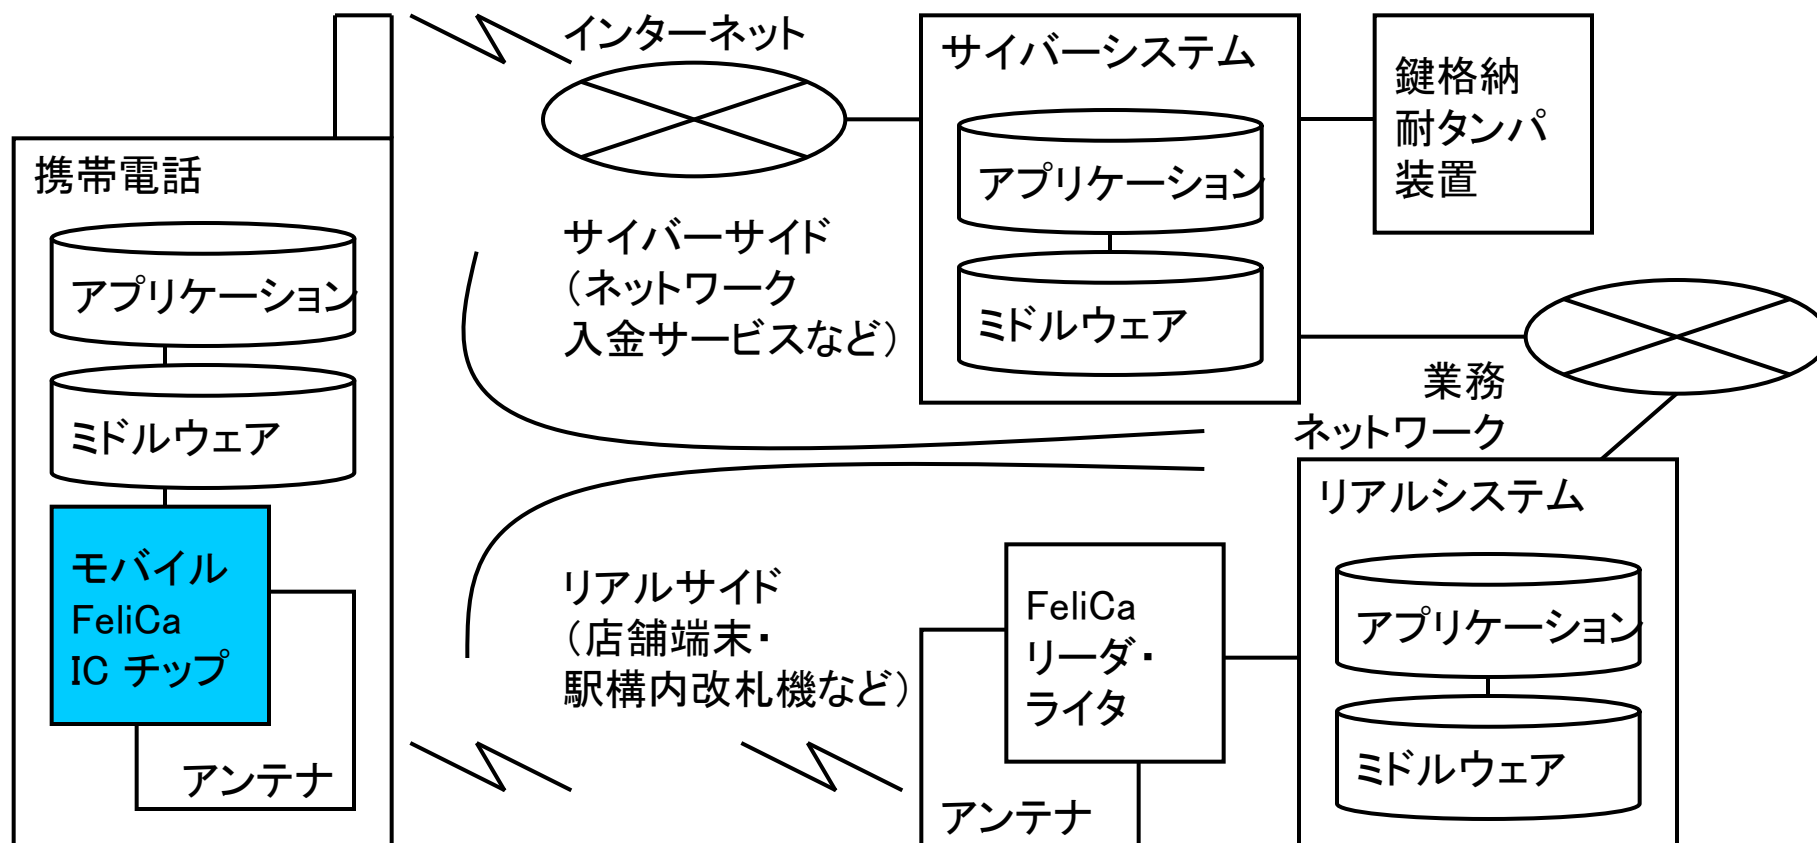 インターネット
サイバーシステム
鍵格納
耐タンパ
装置
アプリケーション
ミドルウェア
携帯電話
アプリケーション
ミドルウェア
モバイル
FeliCa
IC チップ
アンテナ
サイバーサイド
(ネットワーク
入金サービスなど)
業務
ネットワーク
リアルサイド
(店舗端末・
駅構内改札機など)
FeliCa
リーダ・
ライタ
アンテナ
リアルシステム
アプリケーション
ミドルウェア